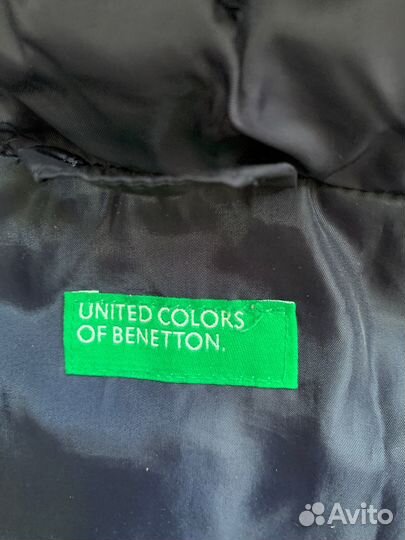 UNITED COLORS
OF BENETTON.
Avito